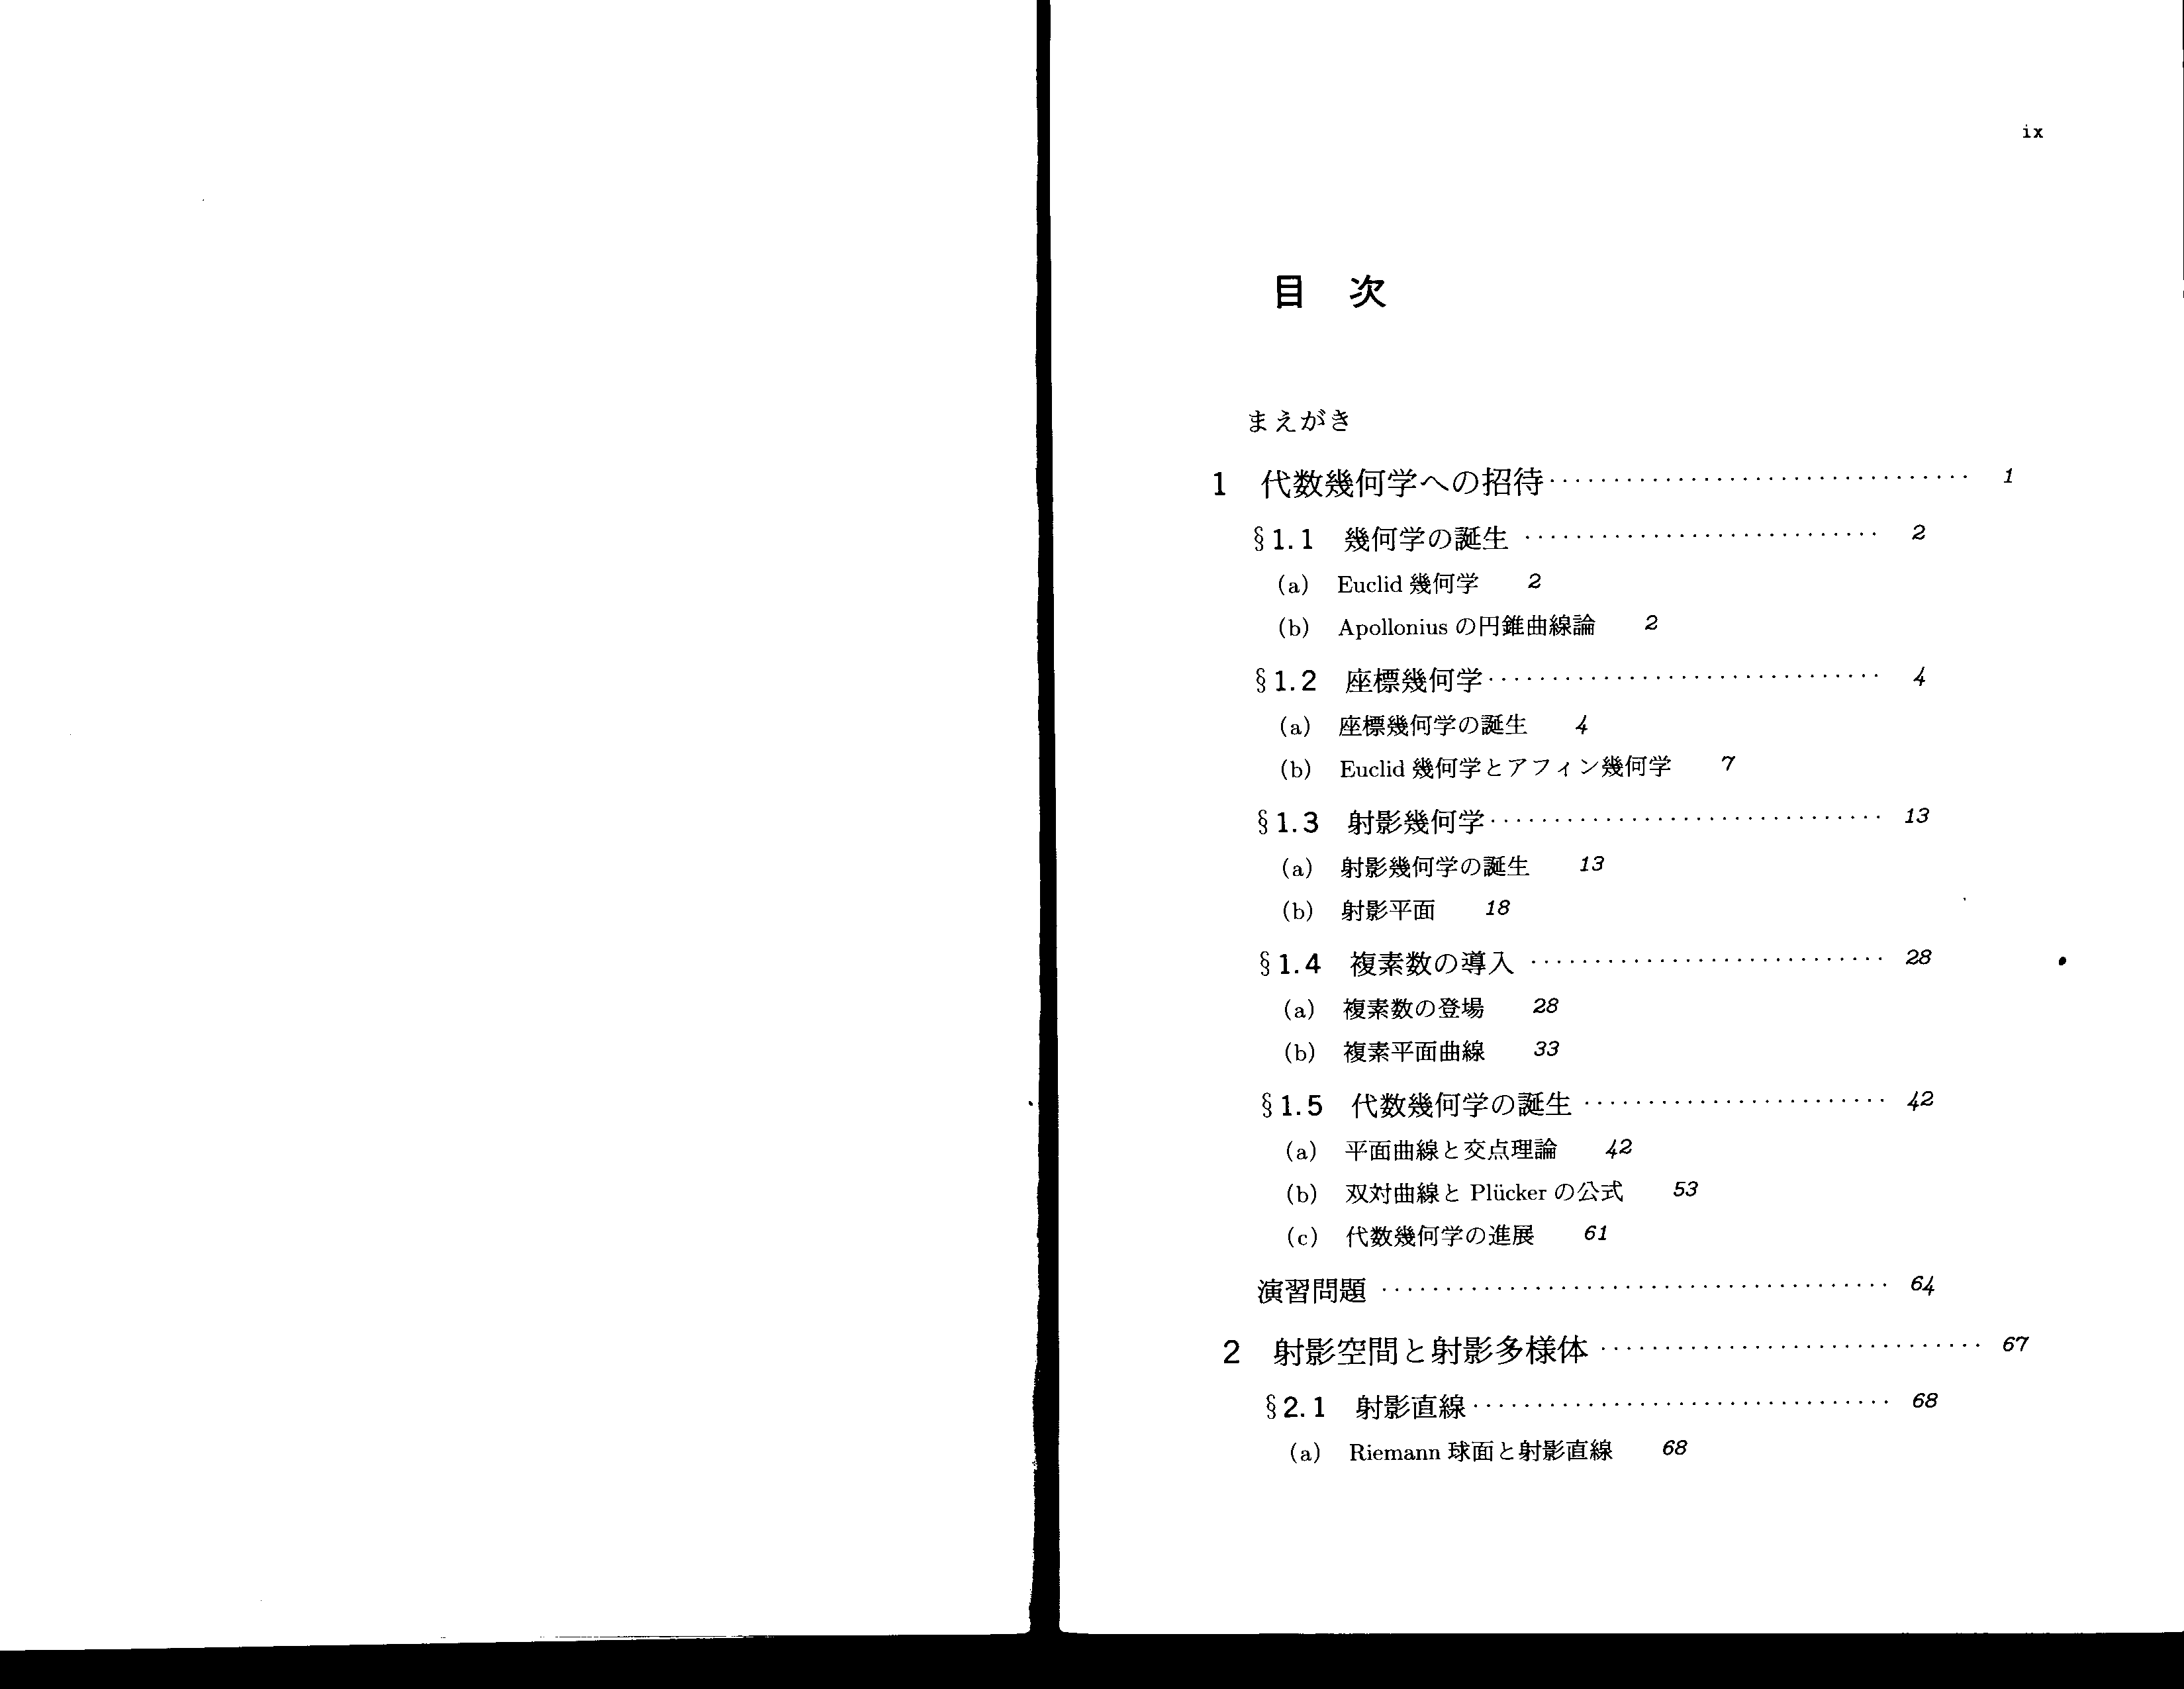 ix
目 次
まえがき
1 代数幾何学への招待································· 1
§1.1 幾何学の誕生 ···························· 2
(a) Euclid 幾何学 2
(b) Apollonius の円錐曲線論 2
§1.2 座標幾何学······························· 4
(a) 座標幾何学の誕生 4
(b) Euclid 幾何学とアフィン幾何学 7
§1.3 射影幾何学······························· 13
(a) 射影幾何学の誕生 13
(b) 射影平面 18
§1.4 複素数の導入 ···························· 28
(a) 複素数の登場 28
(b) 複素平面曲線 33
§1.5 代数幾何学の誕生 ························ 42
(a) 平面曲線と交点理論 42
(b) 双対曲線と Plücker の公式 53
(c) 代数幾何学の進展 61
演習問題 ········································ 64
2 射影空間と射影多様体 ······························ 67
§2.1 射影直線································· 68
(a) Riemann 球面と射影直線 68